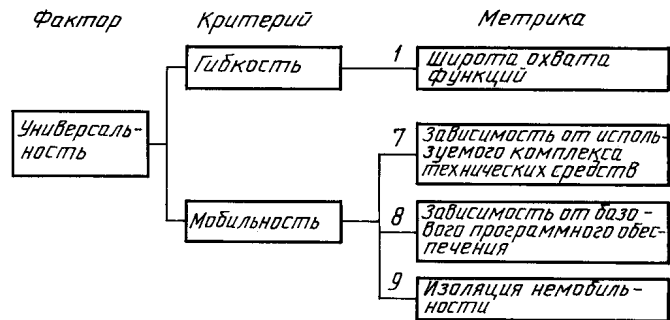 Фактор Критерий Метрика
Гибкость
1
Широта охвата
функций
Универсаль-
ность
7
Зависимость от исполь-
зуемого комплекса
технических средств
Мобильность
8
Зависимость от базо-
вого программного обес-
печения
9
Изоляция немобиль-
ности